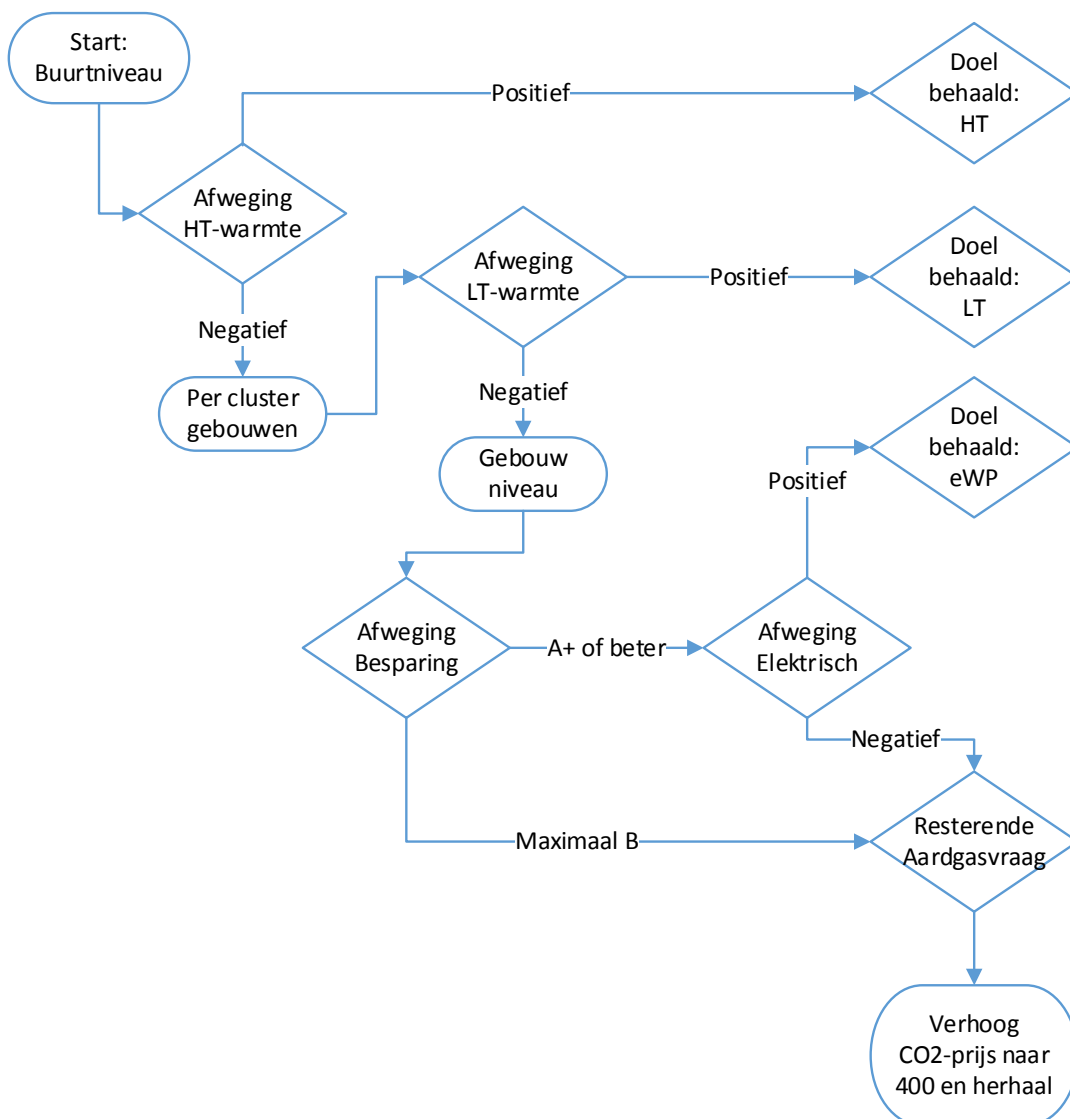 Start:
Buurtniveau
Positief
Doel
behaald:
HT
Afweging
HT-warmte
Negatief
Per cluster
gebouwen
Afweging
LT-warmte
Positief
Doel
behaald:
LT
Negatief
Gebouw
niveau
Doel
behaald:
eWP
Positief
Afweging
Besparing
A+ of beter
Afweging
Elektrisch
Negatief
Maximaal B
Resterende
Aardgasvraag
Verhoog
CO2-prijs naar
400 en herhaal